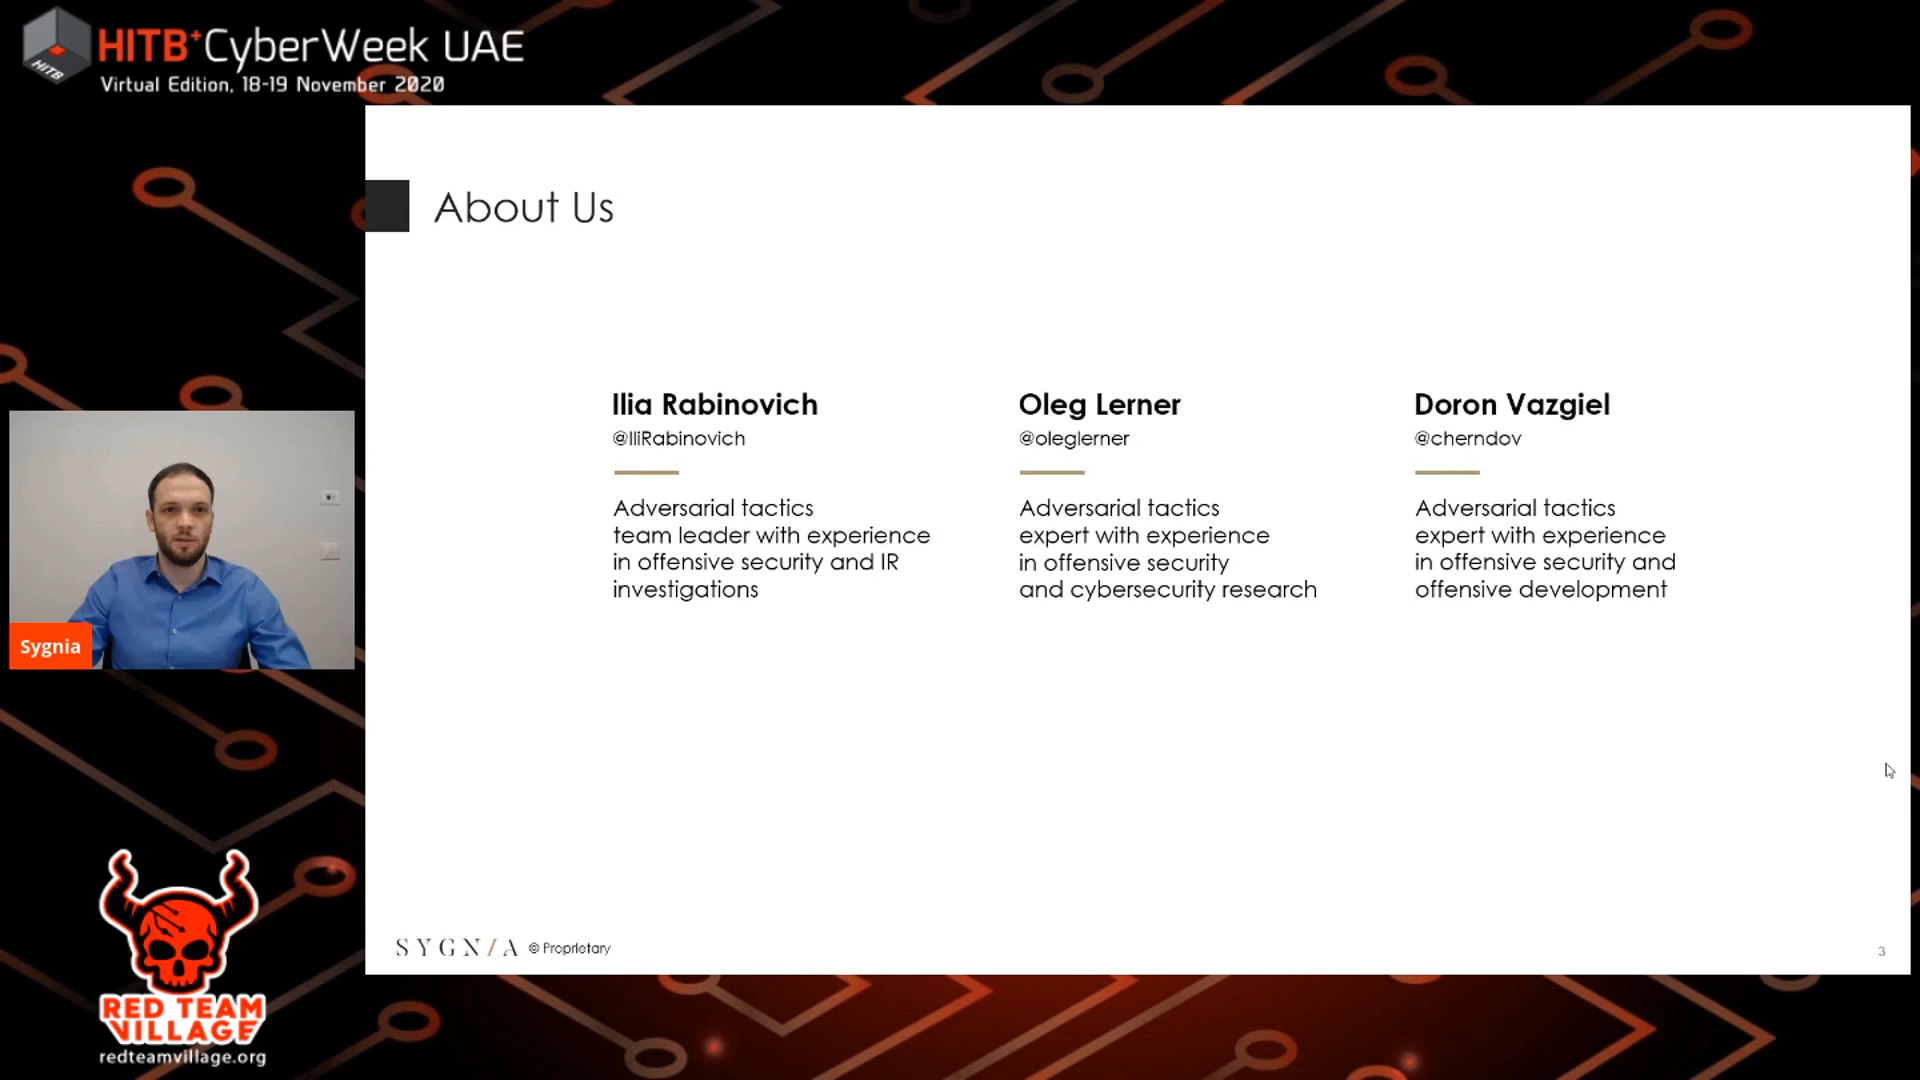 HITB+CyberWeek UAE
Virtual Edition, 18-19 November 2020
HITB
About Us
Ilia Rabinovich
@IliRabinovich
Adversarial tactics
team leader with experience
in offensive security and IR
investigations
Oleg Lerner
@oleglerner
Adversarial tactics
expert with experience
in offensive security
and cybersecurity research
Doron Vazgiel
@cherndov
Adversarial tactics
expert with experience
in offensive security and
offensive development
Sygnia
SYGNIA © Proprietary
3
RED TEAM
VILLAGE
redteamvillage.org